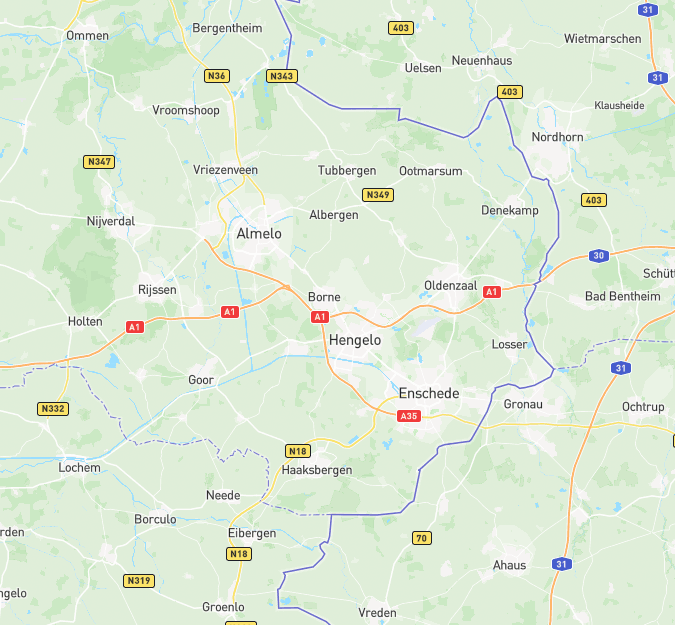 31
Bergentheim
403
Ommen
Wietmarschen
Neuenhaus
Uelsen
N36
N343
31
403
Klausheide
Vroomshoop
Nordhorn
N347
Vriezenveen
Tubbergen
Ootmarsum
N349
403
Denekamp
Albergen
Nijverdal
Almelo
30
Schütt
Oldenzaal
Rijssen
A1
Borne
Bad Bentheim
A1
A1
Holten
A1
Hengelo
Losser
31
Goor
Enschede
Gronau
N332
Ochtrup
A35
N18
Lochem
Haaksbergen
Neede
Borculo
rden
Eibergen
70
N18
31
Ahaus
N319
ngelo
Groenlo
Vreden